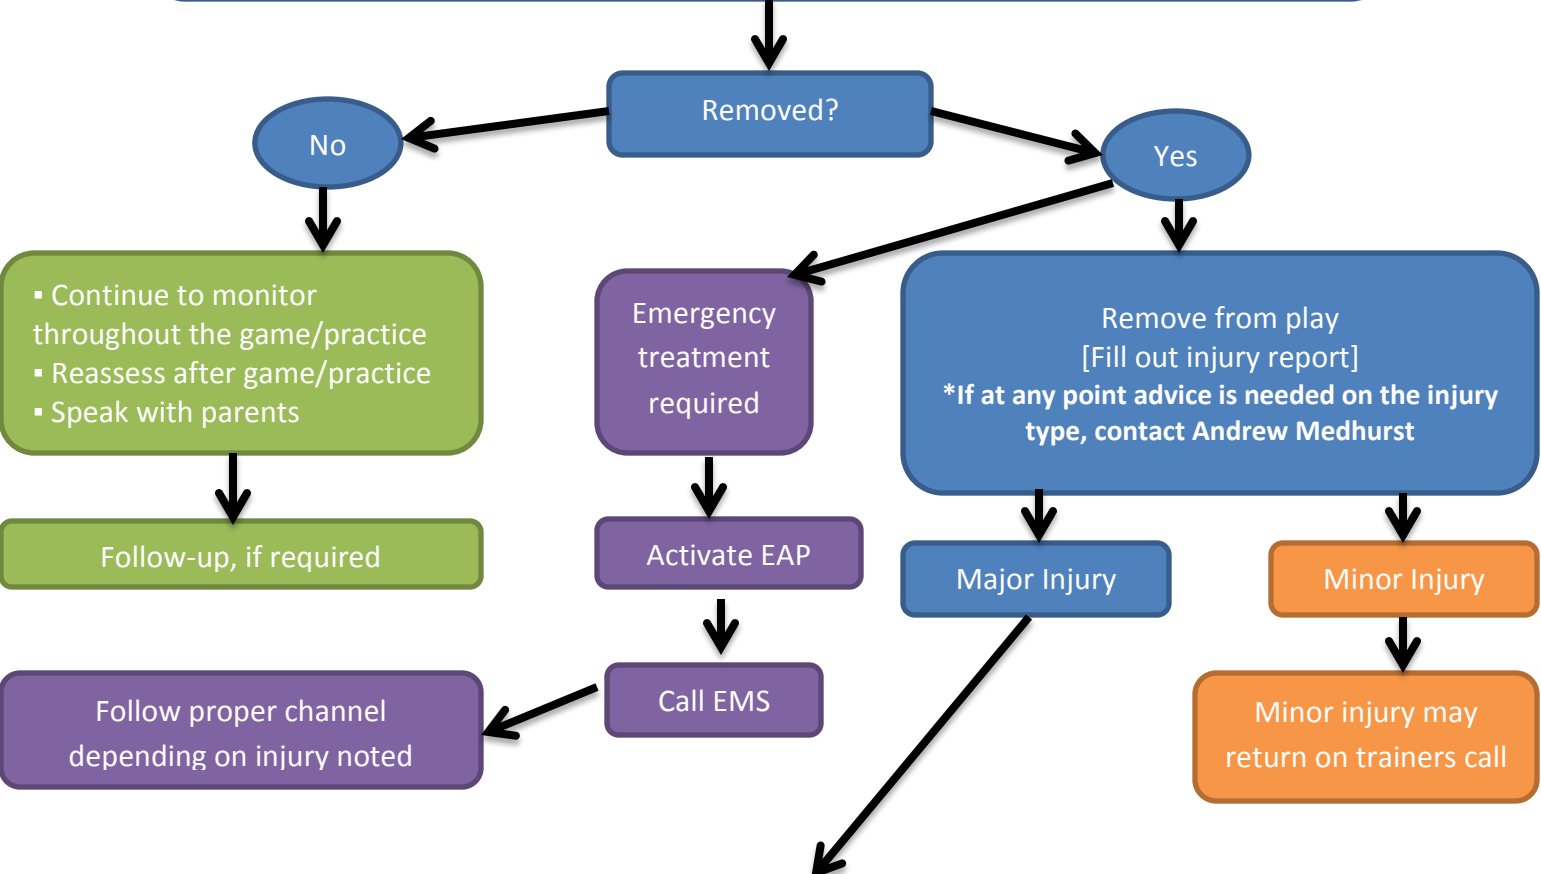 Removed?
No
Yes
▪ Continue to monitor
throughout the game/practice
▪ Reassess after game/practice
▪ Speak with parents
Emergency
treatment
required
Remove from play
[Fill out injury report]
*If at any point advice is needed on the injury
type, contact Andrew Medhurst
Follow-up, if required
Activate EAP
Major Injury
Minor Injury
Follow proper channel
depending on injury noted
Call EMS
Minor injury may
return on trainers call